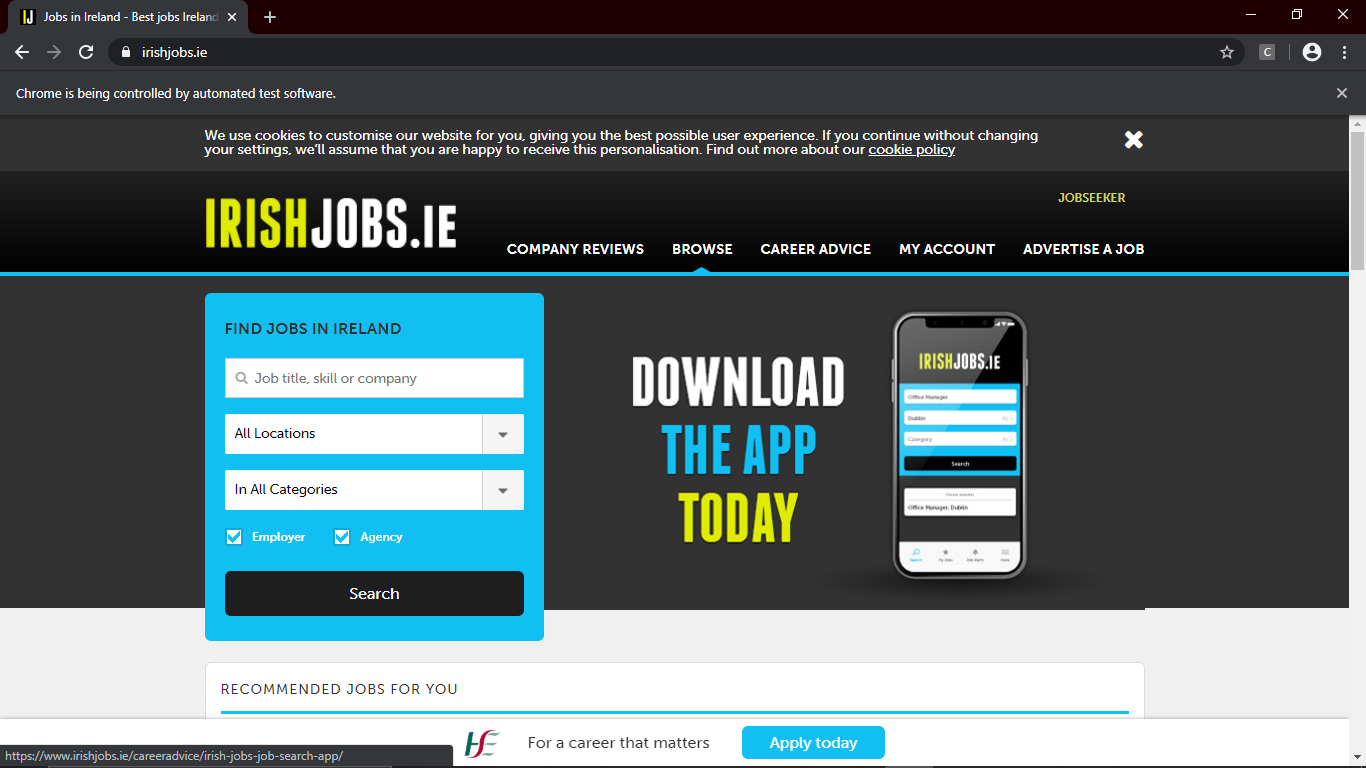 Jobs in Ireland - Best jobs Ireland
irishjobs.ie
C
Chrome is being controlled by automated test software.
We use cookies to customise our website for you, giving you the best possible user experience. If you continue without changing
your settings, we'll assume that you are happy to receive this personalisation. Find out more about our cookie policy
JOBSEEKER
IRISHJOBS.IE
COMPANY REVIEWS BROWSE CAREER ADVICE MY ACCOUNT ADVERTISE A JOB
FIND JOBS IN IRELAND
Job title, skill or company
All Locations
In All Categories
Employer Agency
Search
DOWNLOAD
THE APP
TODAY
IRISHJOBS.IE
Office Manager
Dublin
Category
Search
Office Manager, Dublin
Search
RECOMMENDED JOBS FOR YOU
HSE For a career that matters Apply today
https://www.irishjobs.ie/careeradvice/irish-jobs-job-search-app/